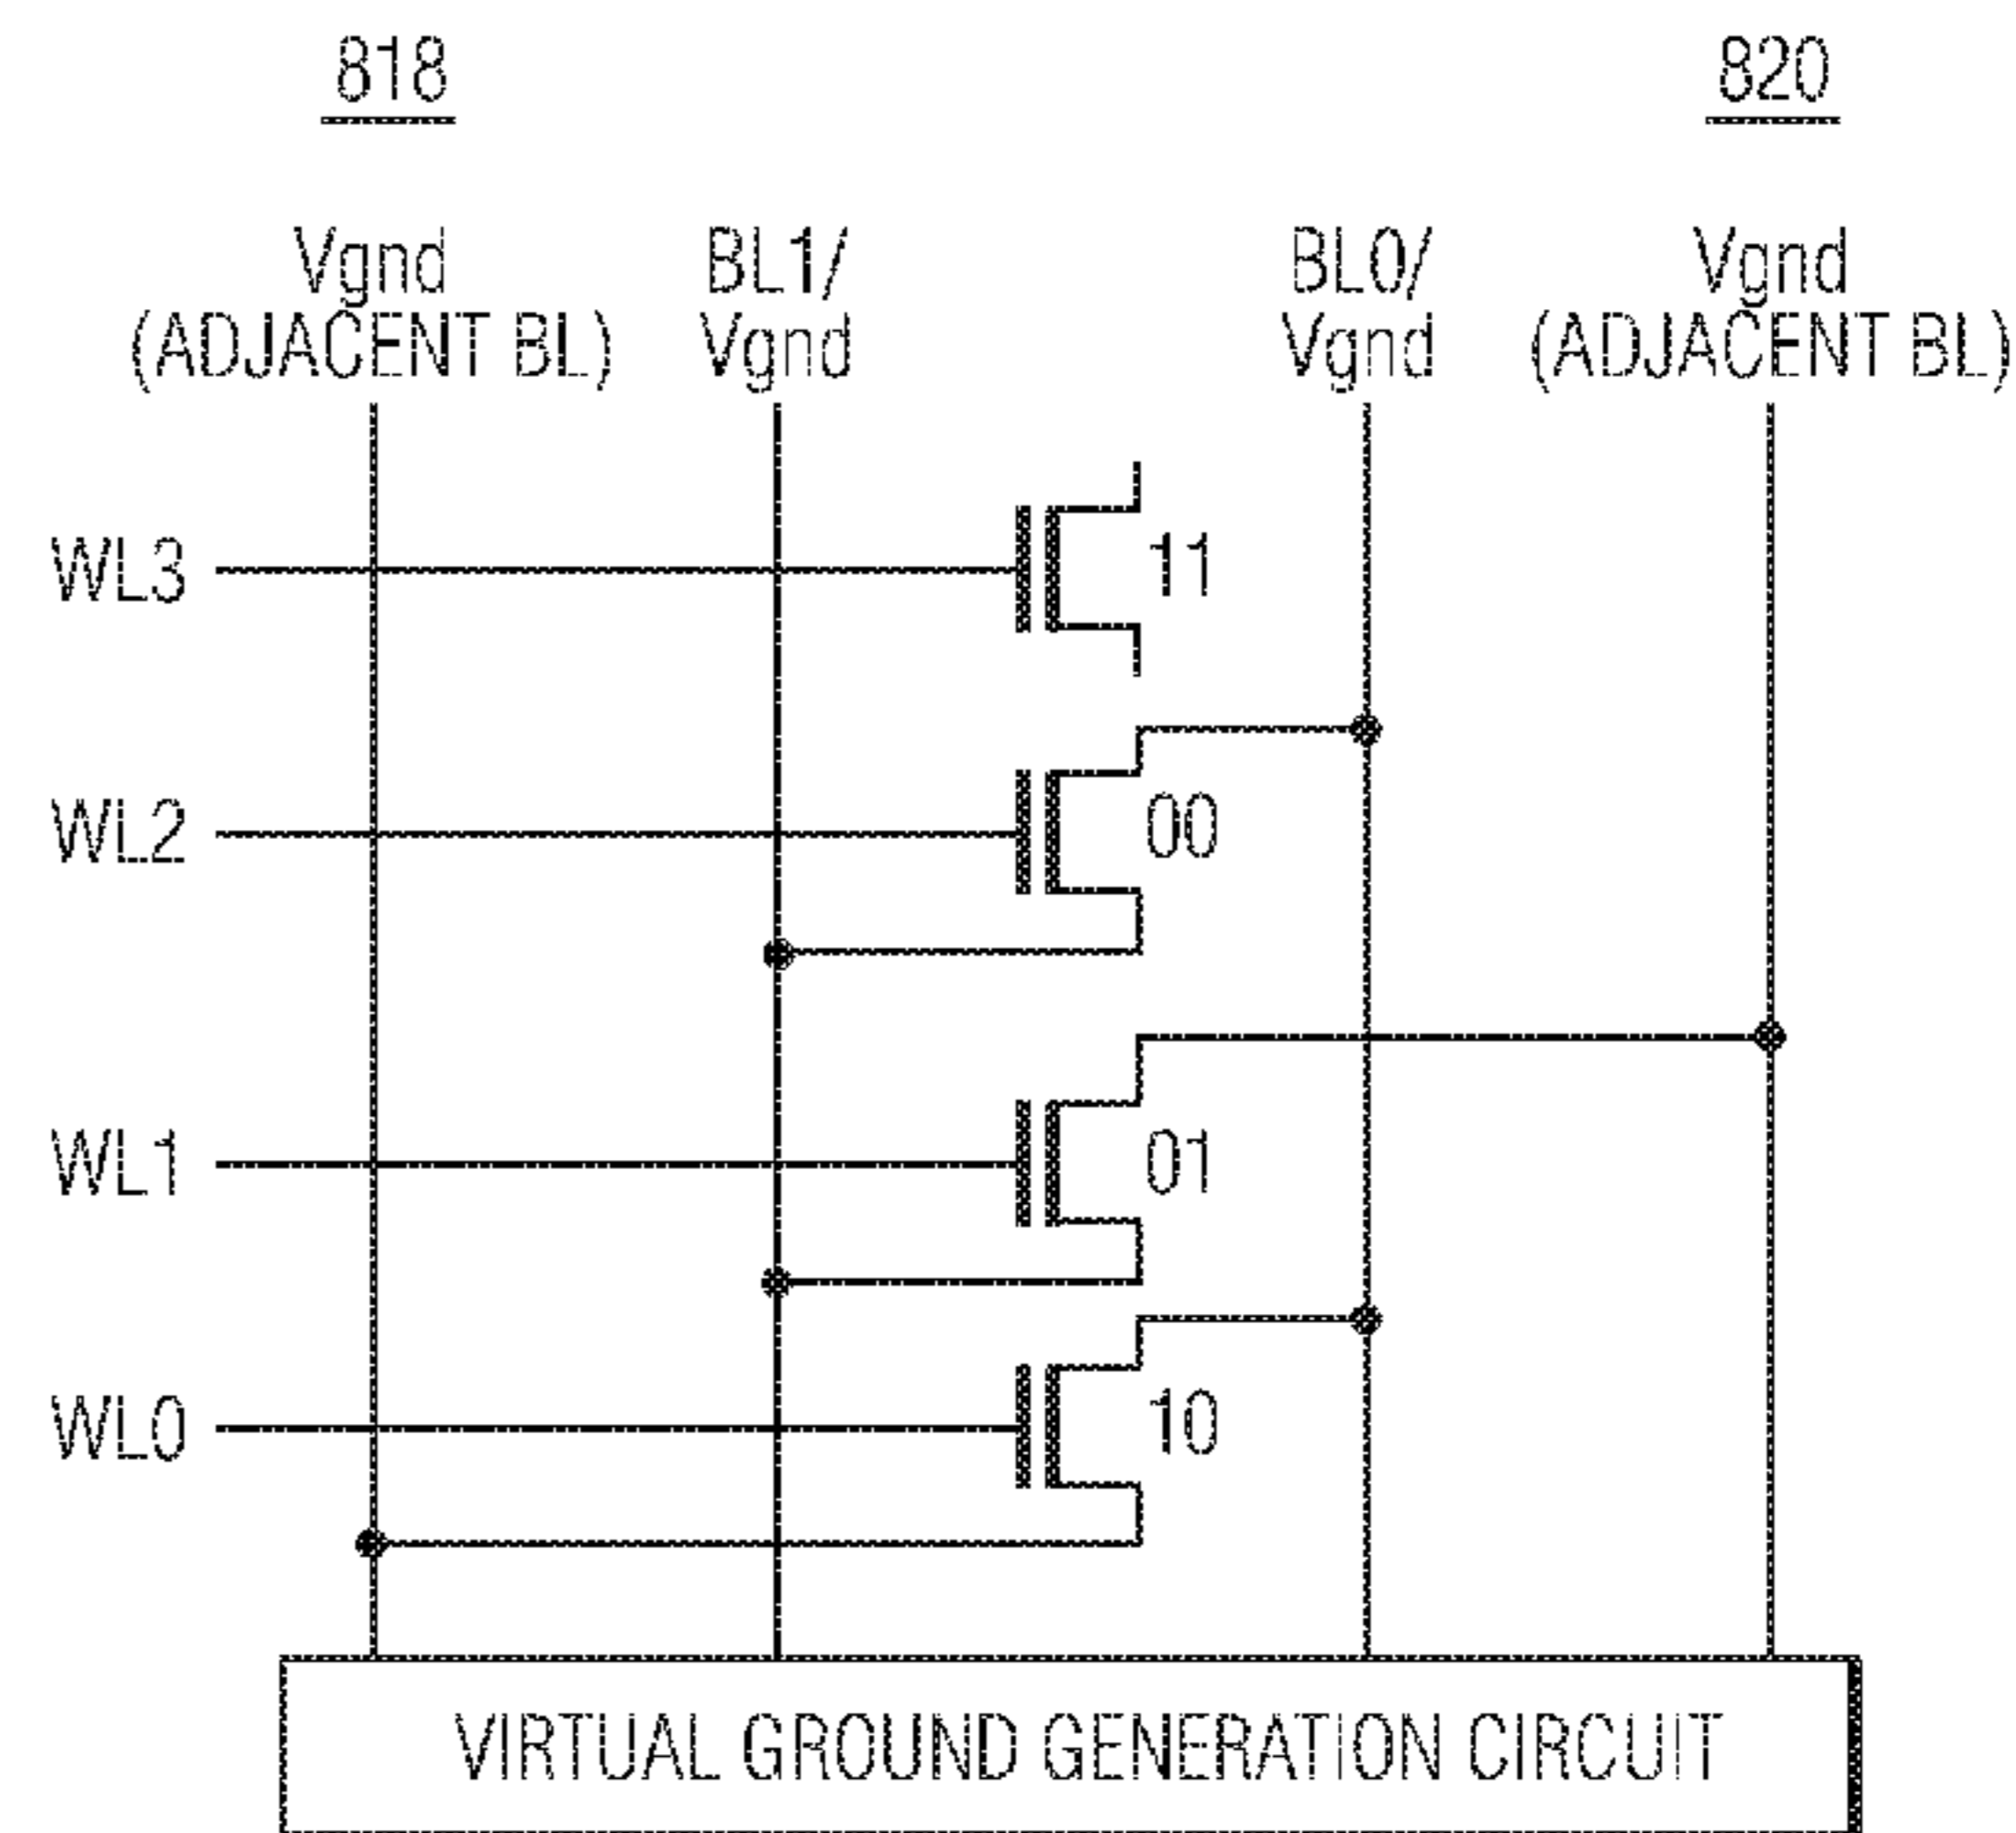 818
820
Vgnd
(ADJACENT BL)
BL1/
Vgnd
BL0/
Vgnd
Vgnd
(ADJACENT BL)
WL3
11
WL2
00
WL1
01
WL0
10
VIRTUAL GROUND GENERATION CIRCUIT